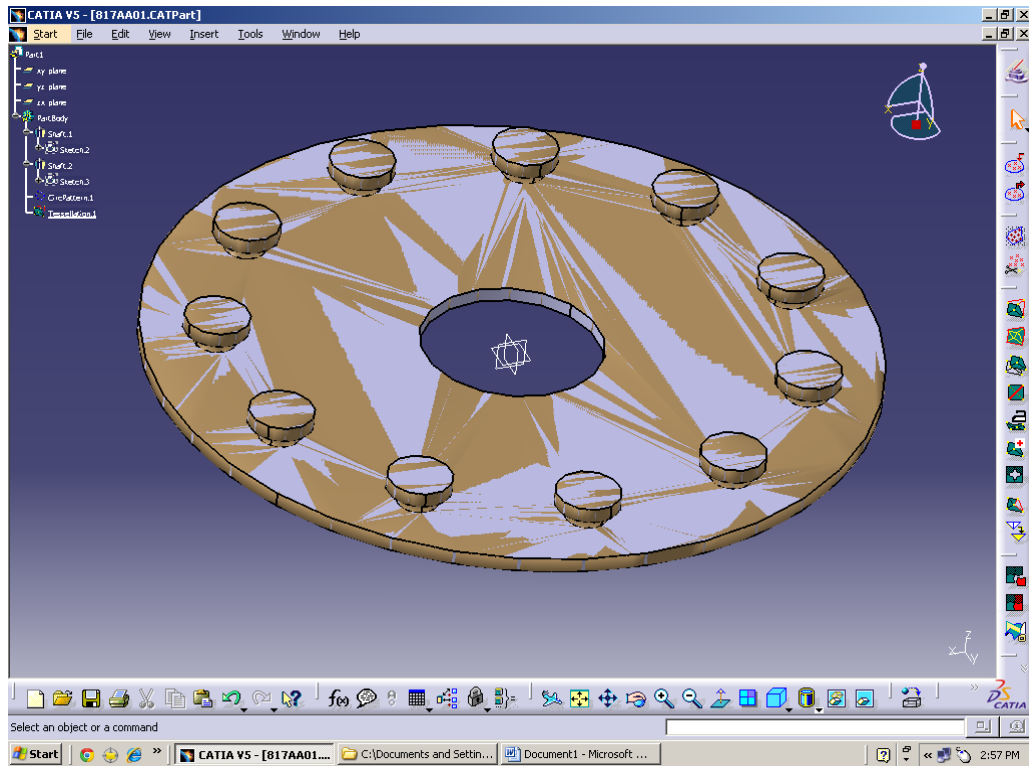 CATIA V5 - [817AA01.CATPart]
Start File Edit View Insert Tools Window Help
Part1
xy plane
yz plane
zx plane
PartBody
Shaft.1
Sketch.2
Shaft.2
Sketch.3
CircPattern.1
Tessellation.1
x
y
z
x
y
f(x)
CATIA
Select an object or a command
Start
CATIA V5 - [817AA01....
C:\Documents and Settin...
Document1 - Microsoft ...
2:57 PM